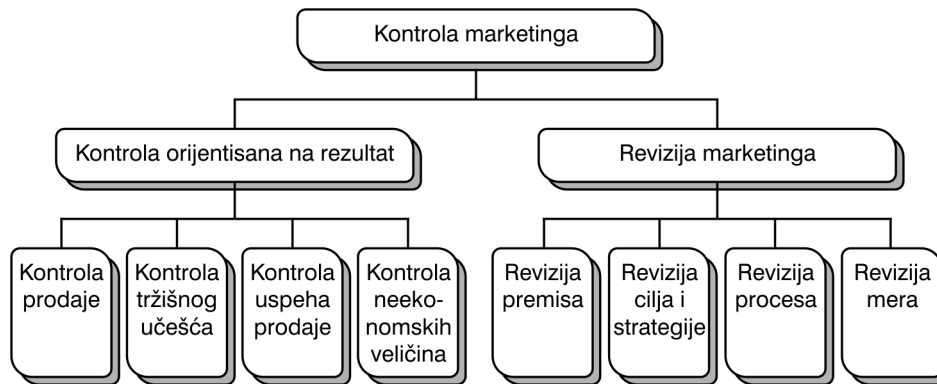 Kontrola marketinga
Kontrola orijentisana na rezultat
Revizija marketinga
Kontrola
prodaje
Kontrola
tržišnog
učešća
Kontrola
uspeha
prodaje
Kontrola
neeko-
nomskih
veličina
Revizija
premisa
Revizija
cilja i
strategije
Revizija
procesa
Revizija
mera